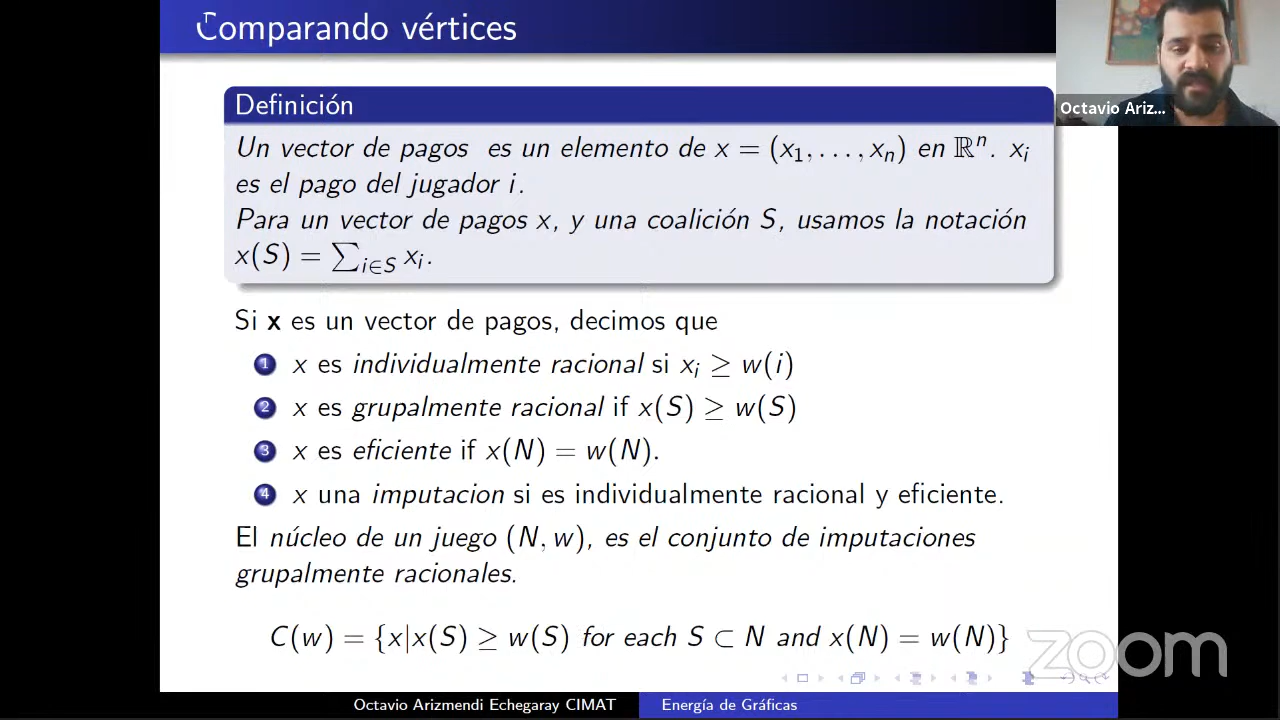 Comparando vértices
Octavio Ariz...
Definición
Un vector de pagos es un elemento de x = (x₁, . . . , xₙ) en ℝⁿ. xᵢ
es el pago del jugador i.
Para un vector de pagos x, y una coalición S, usamos la notación
x(S) = ∑_{i∈S} xᵢ.
Si x es un vector de pagos, decimos que
1 x es individualmente racional si xᵢ ≥ w(i)
2 x es grupalmente racional if x(S) ≥ w(S)
3 x es eficiente if x(N) = w(N).
4 x una imputacion si es individualmente racional y eficiente.
El núcleo de un juego (N, w), es el conjunto de imputaciones
grupalmente racionales.
C(w) = {x|x(S) ≥ w(S) for each S ⊂ N and x(N) = w(N)}
zoom
Octavio Arizmendi Echegaray CIMAT
Energía de Gráficas